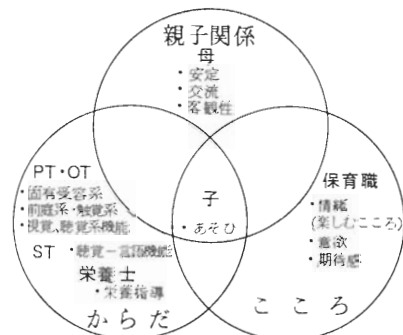 親子関係
母
・安定
・交流
・客観性
PT・OT
・固有受容系
・前庭系・触覚系
・視覚、聴覚系機能
ST ・聴覚ー言語機能
栄養士
・栄養指導
からだ
子
・あそび
保育職
・情緒
(楽しむこころ)
・意欲
・期待感
こころ